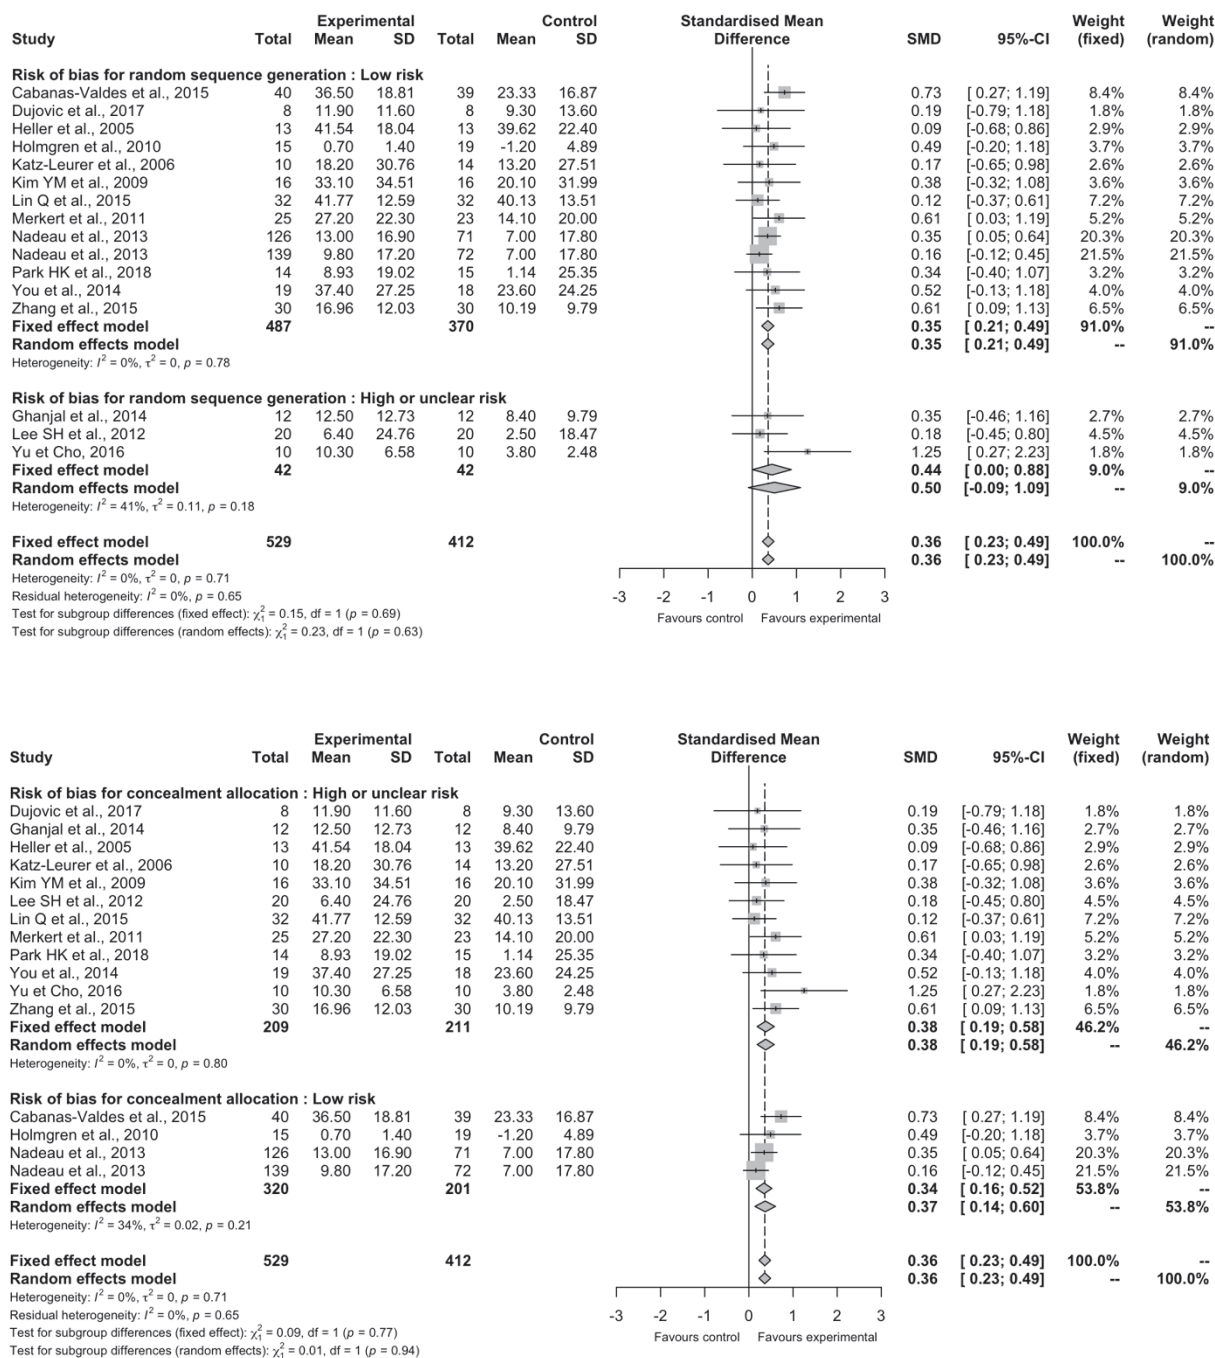 Experimental Control Standardised Mean Weight Weight
Study Total Mean SD Total Mean SD Difference SMD 95%-CI (fixed) (random)
Risk of bias for random sequence generation : Low risk
Cabanas-Valdes et al., 2015 40 36.50 18.81 39 23.33 16.87 0.73 [ 0.27; 1.19] 8.4% 8.4%
Dujovic et al., 2017 8 11.90 11.60 8 9.30 13.60 0.19 [-0.79; 1.18] 1.8% 1.8%
Heller et al., 2005 13 41.54 18.04 13 39.62 22.40 0.09 [-0.68; 0.86] 2.9% 2.9%
Holmgren et al., 2010 15 0.70 1.40 19 -1.20 4.89 0.49 [-0.20; 1.18] 3.7% 3.7%
Katz-Leurer et al., 2006 10 18.20 30.76 14 13.20 27.51 0.17 [-0.65; 0.98] 2.6% 2.6%
Kim YM et al., 2009 16 33.10 34.51 16 20.10 31.99 0.38 [-0.32; 1.08] 3.6% 3.6%
Lin Q et al., 2015 32 41.77 12.59 32 40.13 13.51 0.12 [-0.37; 0.61] 7.2% 7.2%
Merkert et al., 2011 25 27.20 22.30 23 14.10 20.00 0.61 [ 0.03; 1.19] 5.2% 5.2%
Nadeau et al., 2013 126 13.00 16.90 71 7.00 17.80 0.35 [ 0.05; 0.64] 20.3% 20.3%
Nadeau et al., 2013 139 9.80 17.20 72 7.00 17.80 0.16 [-0.12; 0.45] 21.5% 21.5%
Park HK et al., 2018 14 8.93 19.02 15 1.14 25.35 0.34 [-0.40; 1.07] 3.2% 3.2%
You et al., 2014 19 37.40 27.25 18 23.60 24.25 0.52 [-0.13; 1.18] 4.0% 4.0%
Zhang et al., 2015 30 16.96 12.03 30 10.19 9.79 0.61 [ 0.09; 1.13] 6.5% 6.5%
Fixed effect model 487 370 0.35 [ 0.21; 0.49] 91.0% --
Random effects model 0.35 [ 0.21; 0.49] -- 91.0%
Heterogeneity: I² = 0%, τ² = 0, p = 0.78
Risk of bias for random sequence generation : High or unclear risk
Ghanjal et al., 2014 12 12.50 12.73 12 8.40 9.79 0.35 [-0.46; 1.16] 2.7% 2.7%
Lee SH et al., 2012 20 6.40 24.76 20 2.50 18.47 0.18 [-0.45; 0.80] 4.5% 4.5%
Yu et Cho, 2016 10 10.30 6.58 10 3.80 2.48 1.25 [ 0.27; 2.23] 1.8% 1.8%
Fixed effect model 42 42 0.44 [ 0.00; 0.88] 9.0% --
Random effects model 0.50 [-0.09; 1.09] -- 9.0%
Heterogeneity: I² = 41%, τ² = 0.11, p = 0.18
Fixed effect model 529 412 0.36 [ 0.23; 0.49] 100.0% --
Random effects model 0.36 [ 0.23; 0.49] -- 100.0%
Heterogeneity: I² = 0%, τ² = 0, p = 0.71
Residual heterogeneity: I² = 0%, p = 0.65
-3 -2 -1 0 1 2 3
Test for subgroup differences (fixed effect): χ²₁ = 0.15, df = 1 (p = 0.69)
Favours control Favours experimental
Test for subgroup differences (random effects): χ²₁ = 0.23, df = 1 (p = 0.63)
Experimental Control Standardised Mean Weight Weight
Study Total Mean SD Total Mean SD Difference SMD 95%-CI (fixed) (random)
Risk of bias for concealment allocation : High or unclear risk
Dujovic et al., 2017 8 11.90 11.60 8 9.30 13.60 0.19 [-0.79; 1.18] 1.8% 1.8%
Ghanjal et al., 2014 12 12.50 12.73 12 8.40 9.79 0.35 [-0.46; 1.16] 2.7% 2.7%
Heller et al., 2005 13 41.54 18.04 13 39.62 22.40 0.09 [-0.68; 0.86] 2.9% 2.9%
Katz-Leurer et al., 2006 10 18.20 30.76 14 13.20 27.51 0.17 [-0.65; 0.98] 2.6% 2.6%
Kim YM et al., 2009 16 33.10 34.51 16 20.10 31.99 0.38 [-0.32; 1.08] 3.6% 3.6%
Lee SH et al., 2012 20 6.40 24.76 20 2.50 18.47 0.18 [-0.45; 0.80] 4.5% 4.5%
Lin Q et al., 2015 32 41.77 12.59 32 40.13 13.51 0.12 [-0.37; 0.61] 7.2% 7.2%
Merkert et al., 2011 25 27.20 22.30 23 14.10 20.00 0.61 [ 0.03; 1.19] 5.2% 5.2%
Park HK et al., 2018 14 8.93 19.02 15 1.14 25.35 0.34 [-0.40; 1.07] 3.2% 3.2%
You et al., 2014 19 37.40 27.25 18 23.60 24.25 0.52 [-0.13; 1.18] 4.0% 4.0%
Yu et Cho, 2016 10 10.30 6.58 10 3.80 2.48 1.25 [ 0.27; 2.23] 1.8% 1.8%
Zhang et al., 2015 30 16.96 12.03 30 10.19 9.79 0.61 [ 0.09; 1.13] 6.5% 6.5%
Fixed effect model 209 211 0.38 [ 0.19; 0.58] 46.2% --
Random effects model 0.38 [ 0.19; 0.58] -- 46.2%
Heterogeneity: I² = 0%, τ² = 0, p = 0.80
Risk of bias for concealment allocation : Low risk
Cabanas-Valdes et al., 2015 40 36.50 18.81 39 23.33 16.87 0.73 [ 0.27; 1.19] 8.4% 8.4%
Holmgren et al., 2010 15 0.70 1.40 19 -1.20 4.89 0.49 [-0.20; 1.18] 3.7% 3.7%
Nadeau et al., 2013 126 13.00 16.90 71 7.00 17.80 0.35 [ 0.05; 0.64] 20.3% 20.3%
Nadeau et al., 2013 139 9.80 17.20 72 7.00 17.80 0.16 [-0.12; 0.45] 21.5% 21.5%
Fixed effect model 320 201 0.34 [ 0.16; 0.52] 53.8% --
Random effects model 0.37 [ 0.14; 0.60] -- 53.8%
Heterogeneity: I² = 34%, τ² = 0.02, p = 0.21
Fixed effect model 529 412 0.36 [ 0.23; 0.49] 100.0% --
Random effects model 0.36 [ 0.23; 0.49] -- 100.0%
Heterogeneity: I² = 0%, τ² = 0, p = 0.71
Residual heterogeneity: I² = 0%, p = 0.65
-3 -2 -1 0 1 2 3
Test for subgroup differences (fixed effect): χ²₁ = 0.09, df = 1 (p = 0.77)
Favours control Favours experimental
Test for subgroup differences (random effects): χ²₁ = 0.01, df = 1 (p = 0.94)